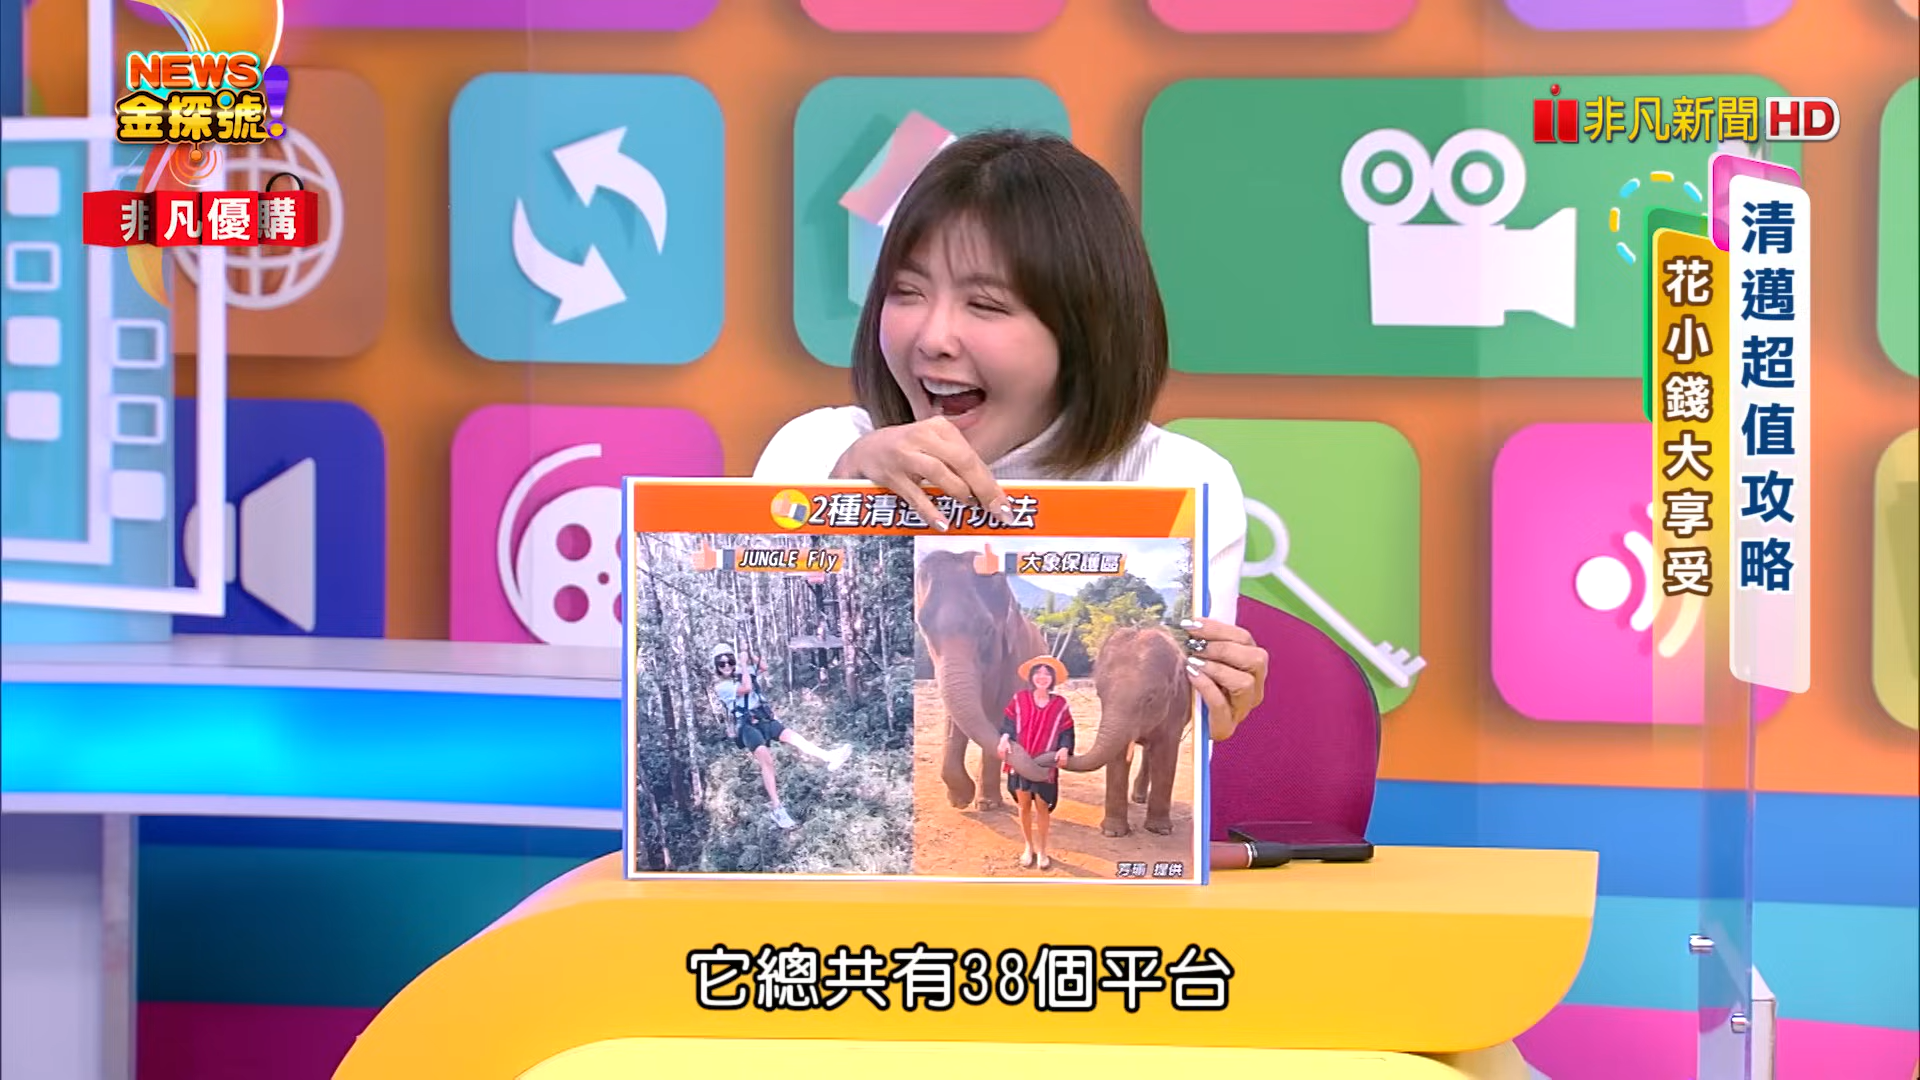 NEWS
金探號!
非凡優購
非凡新聞HD
清邁超值攻略
花小錢大享受
2種清邁新玩法
JUNGLE Fly
大象保護區
芳瑜 提供
它總共有38個平台